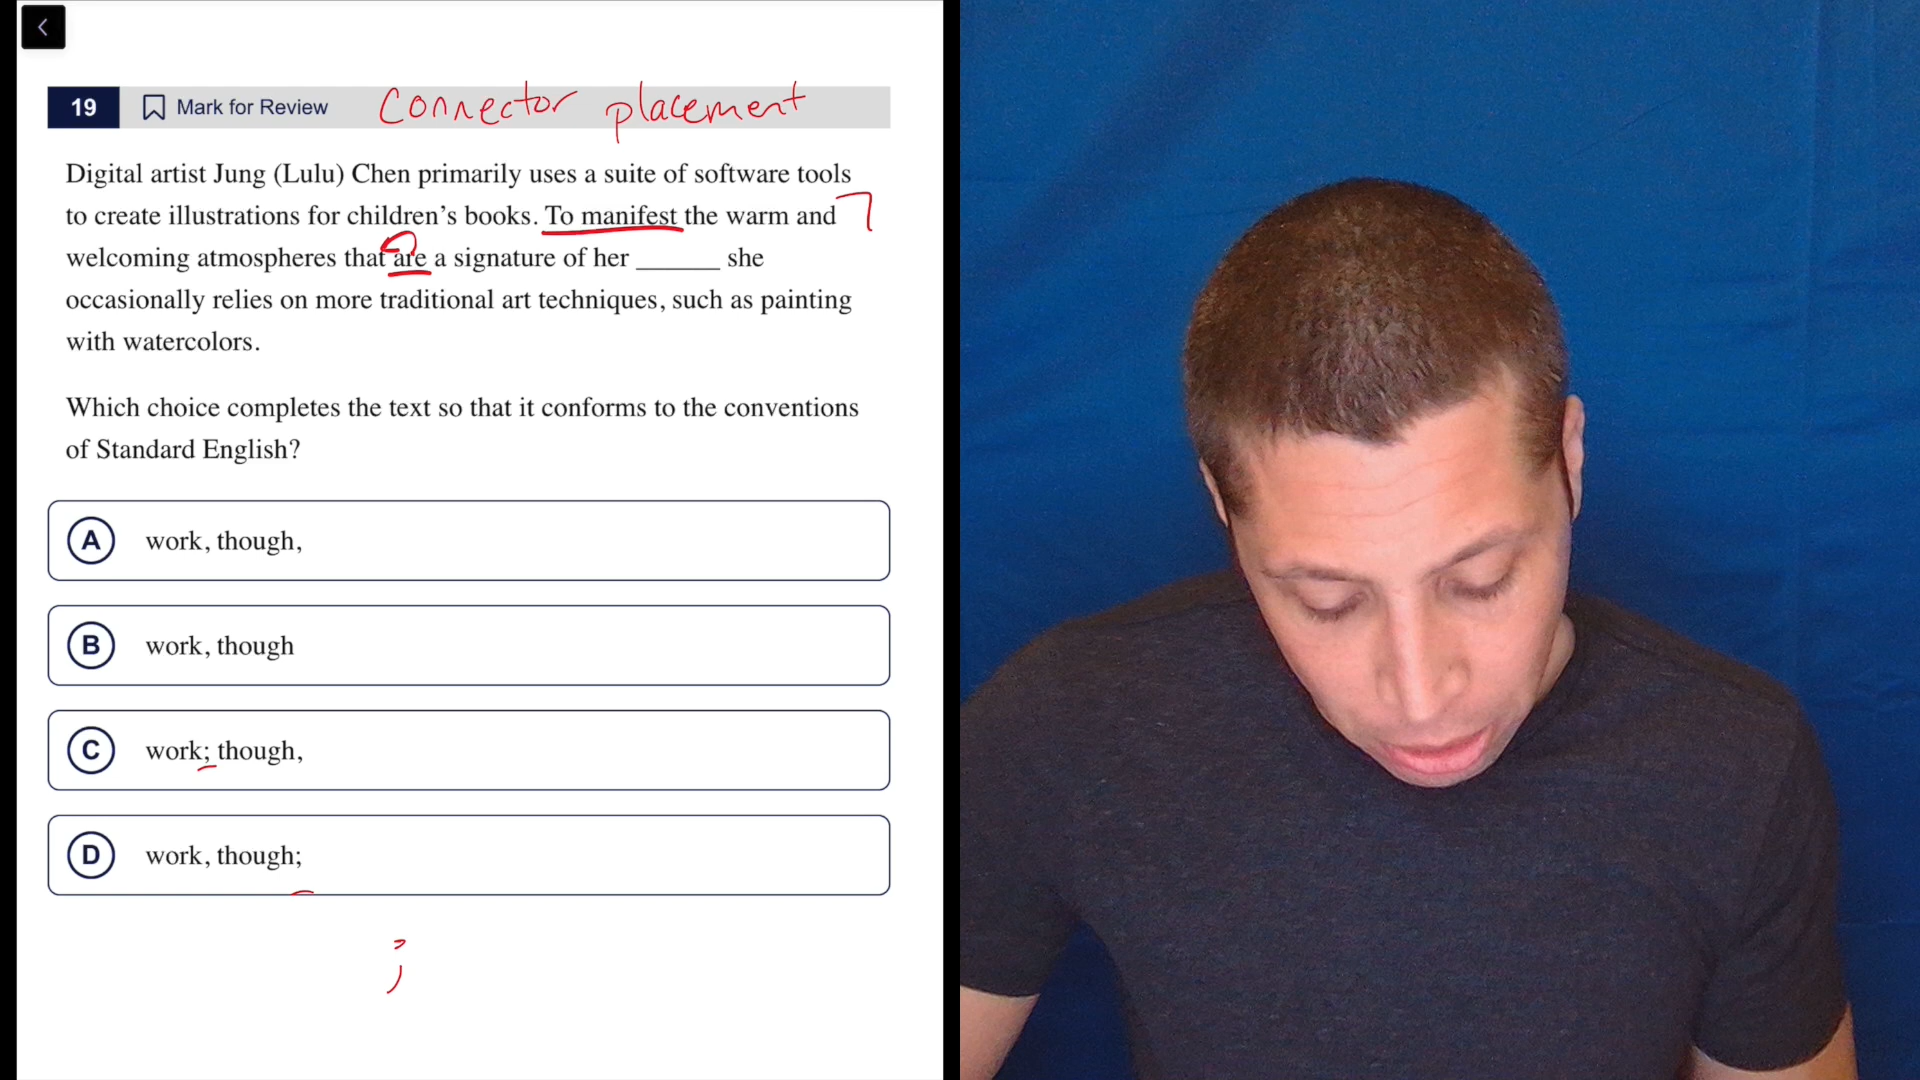 19 Mark for Review Connector placement
Digital artist Jung (Lulu) Chen primarily uses a suite of software tools
to create illustrations for children’s books. To manifest the warm and
welcoming atmospheres that are a signature of her ______ she
occasionally relies on more traditional art techniques, such as painting
with watercolors.
Which choice completes the text so that it conforms to the conventions
of Standard English?
A work, though,
B work, though
C work; though,
D work, though;
;